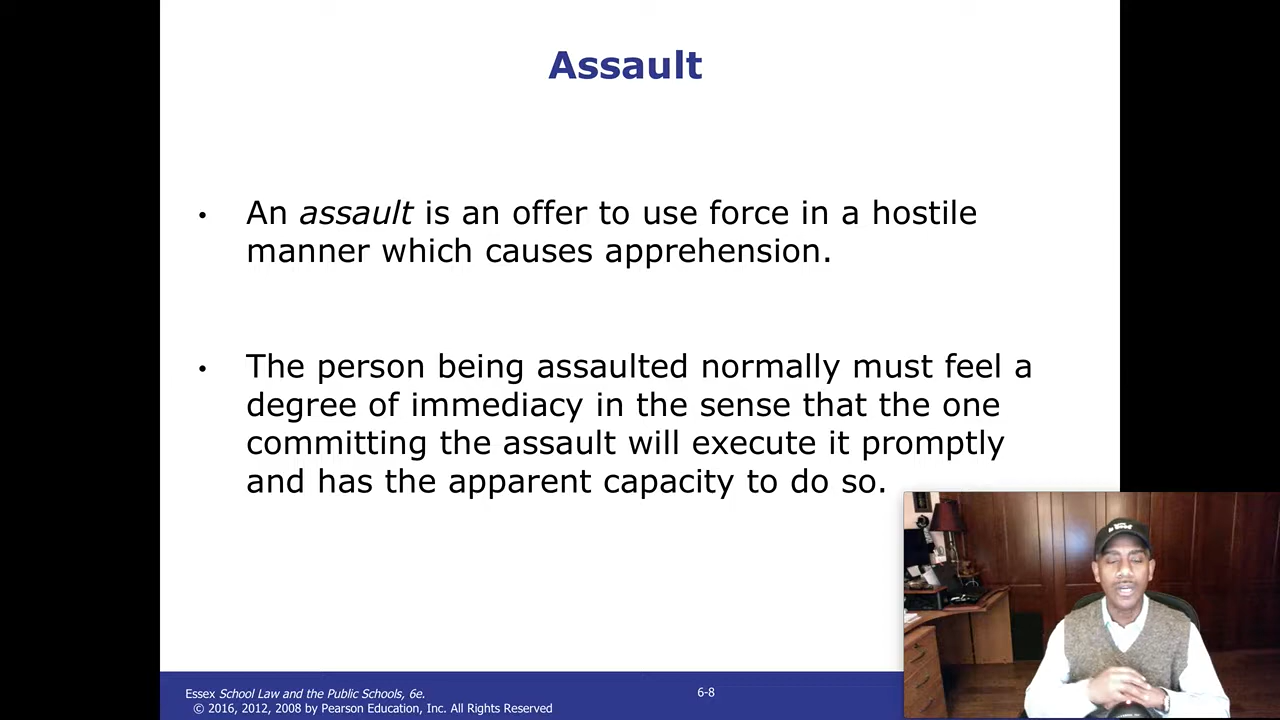 Assault
• An assault is an offer to use force in a hostile
manner which causes apprehension.
• The person being assaulted normally must feel a
degree of immediacy in the sense that the one
committing the assault will execute it promptly
and has the apparent capacity to do so.
Essex School Law and the Public Schools, 6e.
© 2016, 2012, 2008 by Pearson Education, Inc. All Rights Reserved
6-8